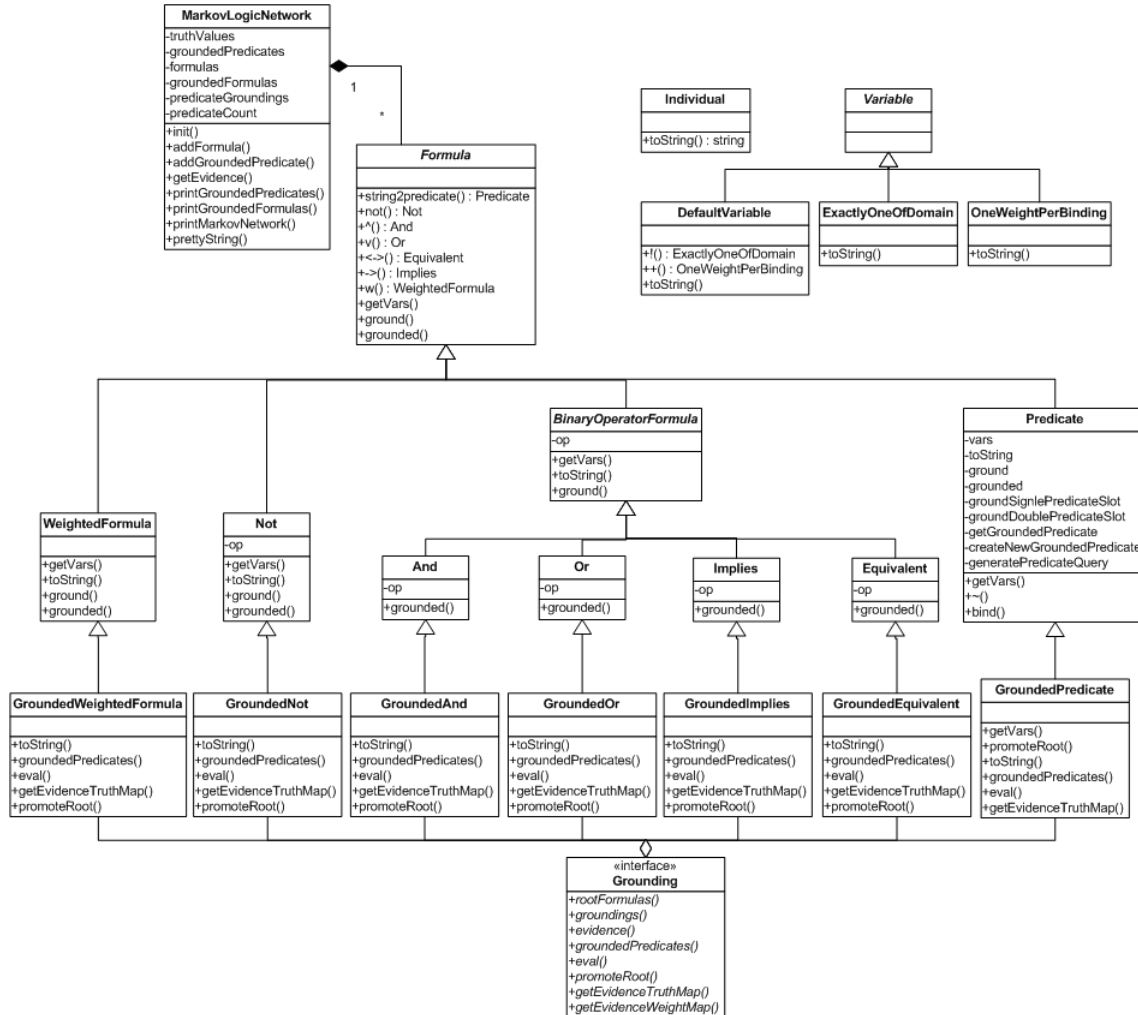 MarkovLogicNetwork
-truthValues
-groundedPredicates
-formulas
-groundedFormulas
-predicateGroundings
-predicateCount
+init()
+addFormula()
+addGroundedPredicate()
+getEvidence()
+printGroundedPredicates()
+printGroundedFormulas()
+printMarkovNetwork()
+prettyString()
1
*
Formula
+string2predicate() : Predicate
+not() : Not
+^() : And
+v() : Or
+<->() : Equivalent
+->() : Implies
+w() : WeightedFormula
+getVars()
+ground()
+grounded()
Individual
+toString() : string
Variable
DefaultVariable
+!() : ExactlyOneOfDomain
++() : OneWeightPerBinding
+toString()
ExactlyOneOfDomain
+toString()
OneWeightPerBinding
+toString()
BinaryOperatorFormula
-op
+getVars()
+toString()
+ground()
Predicate
-vars
-toString
-ground
-grounded
-groundSignlePredicateSlot
-groundDoublePredicateSlot
-getGroundedPredicate
-createNewGroundedPredicate
-generatePredicateQuery
+getVars()
+~()
+bind()
WeightedFormula
+getVars()
+toString()
+ground()
+grounded()
Not
-op
+getVars()
+toString()
+ground()
+grounded()
And
-op
+grounded()
Or
-op
+grounded()
Implies
-op
+grounded()
Equivalent
-op
+grounded()
GroundedWeightedFormula
+toString()
+groundedPredicates()
+eval()
+getEvidenceTruthMap()
+promoteRoot()
GroundedNot
+toString()
+groundedPredicates()
+eval()
+getEvidenceTruthMap()
+promoteRoot()
GroundedAnd
+toString()
+groundedPredicates()
+eval()
+getEvidenceTruthMap()
+promoteRoot()
GroundedOr
+toString()
+groundedPredicates()
+eval()
+getEvidenceTruthMap()
+promoteRoot()
GroundedImplies
+toString()
+groundedPredicates()
+eval()
+getEvidenceTruthMap()
+promoteRoot()
GroundedEquivalent
+toString()
+groundedPredicates()
+eval()
+getEvidenceTruthMap()
+promoteRoot()
GroundedPredicate
+getVars()
+promoteRoot()
+toString()
+groundedPredicates()
+eval()
+getEvidenceTruthMap()
«interface»
Grounding
+rootFormulas()
+groundings()
+evidence()
+groundedPredicates()
+eval()
+promoteRoot()
+getEvidenceTruthMap()
+getEvidenceWeightMap()